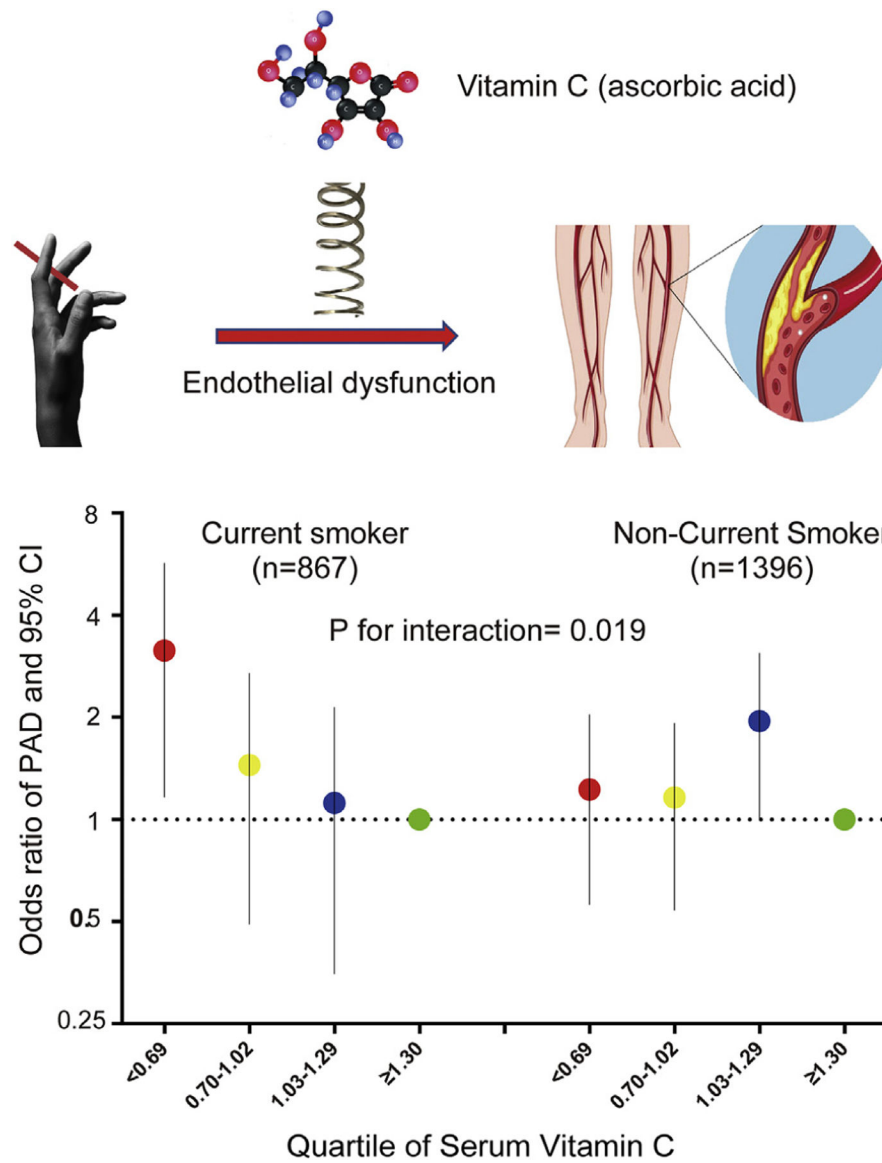 Vitamin C (ascorbic acid)
Endothelial dysfunction
Current smoker
(n=867)
Non-Current Smoker
(n=1396)
P for interaction= 0.019
Odds ratio of PAD and 95% CI
8
4
2
1
0.5
0.25
<0.69
0.70-1.02
1.03-1.29
≥1.30
<0.69
0.70-1.02
1.03-1.29
≥1.30
Quartile of Serum Vitamin C